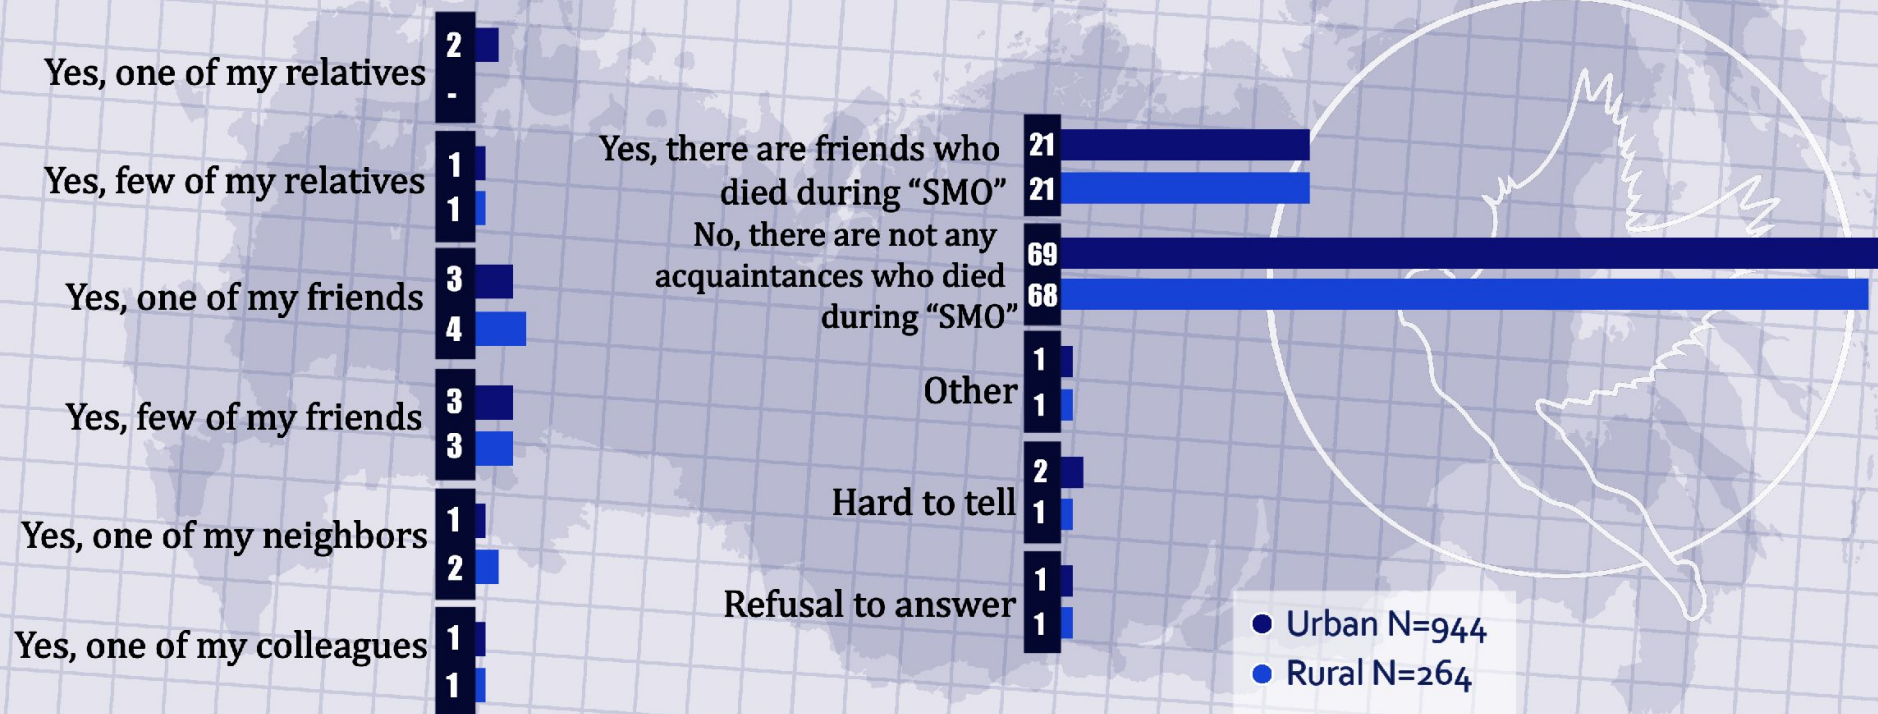 Yes, one of my relatives
2
-
Yes, few of my relatives
1
1
Yes, one of my friends
3
4
Yes, few of my friends
3
3
Yes, one of my neighbors
1
2
Yes, one of my colleagues
1
1
Yes, there are friends who
died during “SMO”
21
21
No, there are not any
acquaintances who died
during “SMO”
69
68
Other
1
1
Hard to tell
2
1
Refusal to answer
1
1
Urban N=944
Rural N=264